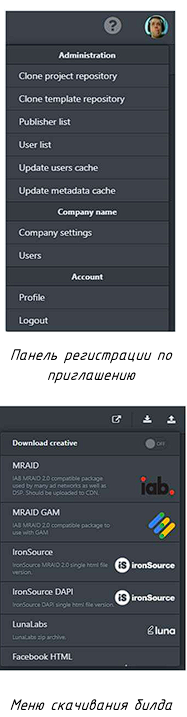 ?
Administration
Clone project repository
Clone template repository
Publisher list
User list
Update users cache
Update metadata cache
Company name
Company settings
Users
Account
Profile
Logout
Панель регистрации по
приглашению
Download creative OFF
MRAID
IAB MRAID 2.0 compatible package
used by many ad networks as well as
DSP. Should be uploaded to CDN.
iab.
MRAID GAM
IAB MRAID 2.0 compatible package to
use with GAM
IronSource
IronSource MRAID 2.0 single html file
version.
iS ironSource
IronSource DAPI
IronSource DAPI single html file version.
iS ironSource
LunaLabs
LunaLabs zip archive.
luna
Facebook HTML
Меню скачивания билда